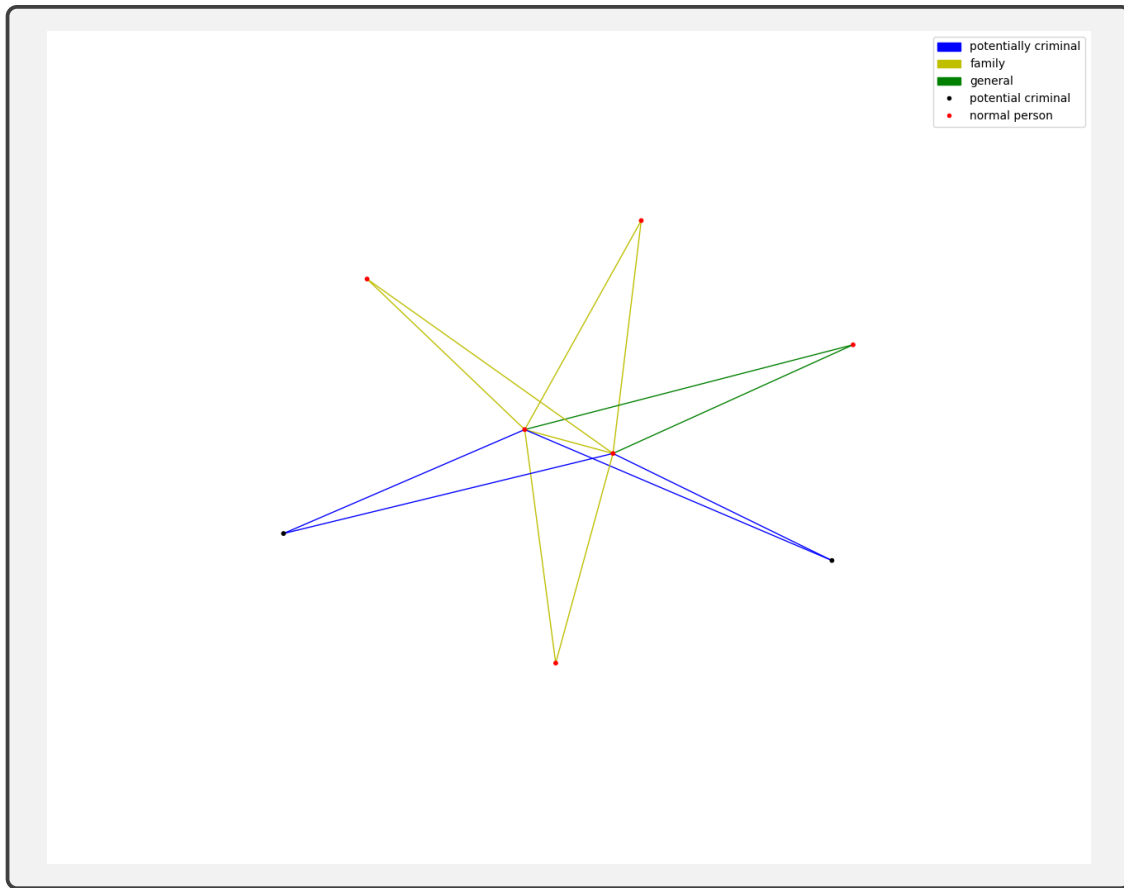 potentially criminal
family
general
potential criminal
normal person